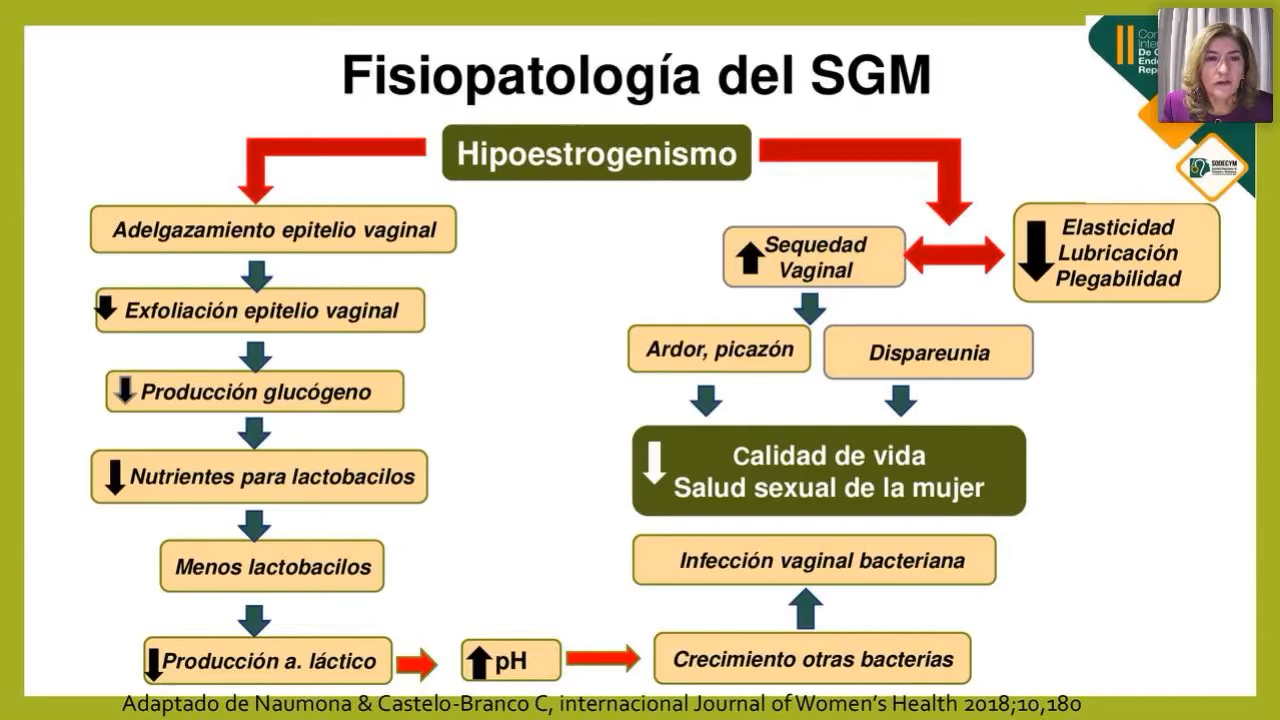 Fisiopatología del SGM
II
De
Hipoestrogenismo
SODECYM
Adelgazamiento epitelio vaginal
Exfoliación epitelio vaginal
Producción glucógeno
Nutrientes para lactobacilos
Menos lactobacilos
Producción a. láctico
pH
Crecimiento otras bacterias
Infección vaginal bacteriana
Sequedad
Vaginal
Elasticidad
Lubricación
Plegabilidad
Ardor, picazón
Dispareunia
Calidad de vida
Salud sexual de la mujer
Adaptado de Naumona & Castelo-Branco C, internacional Journal of Women's Health 2018;10,180